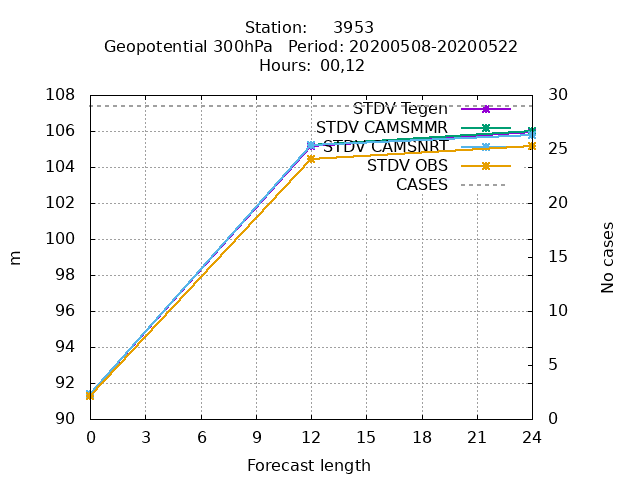 Station: 3953
Geopotential 300hPa Period: 20200508-20200522
Hours: 00,12
108
106
104
102
100
98
96
94
92
90
m
30
25
20
15
10
5
0
No cases
STDV Tegen
STDV CAMSMMR
STDV CAMSNRT
STDV OBS
CASES
0 3 6 9 12 15 18 21 24
Forecast length